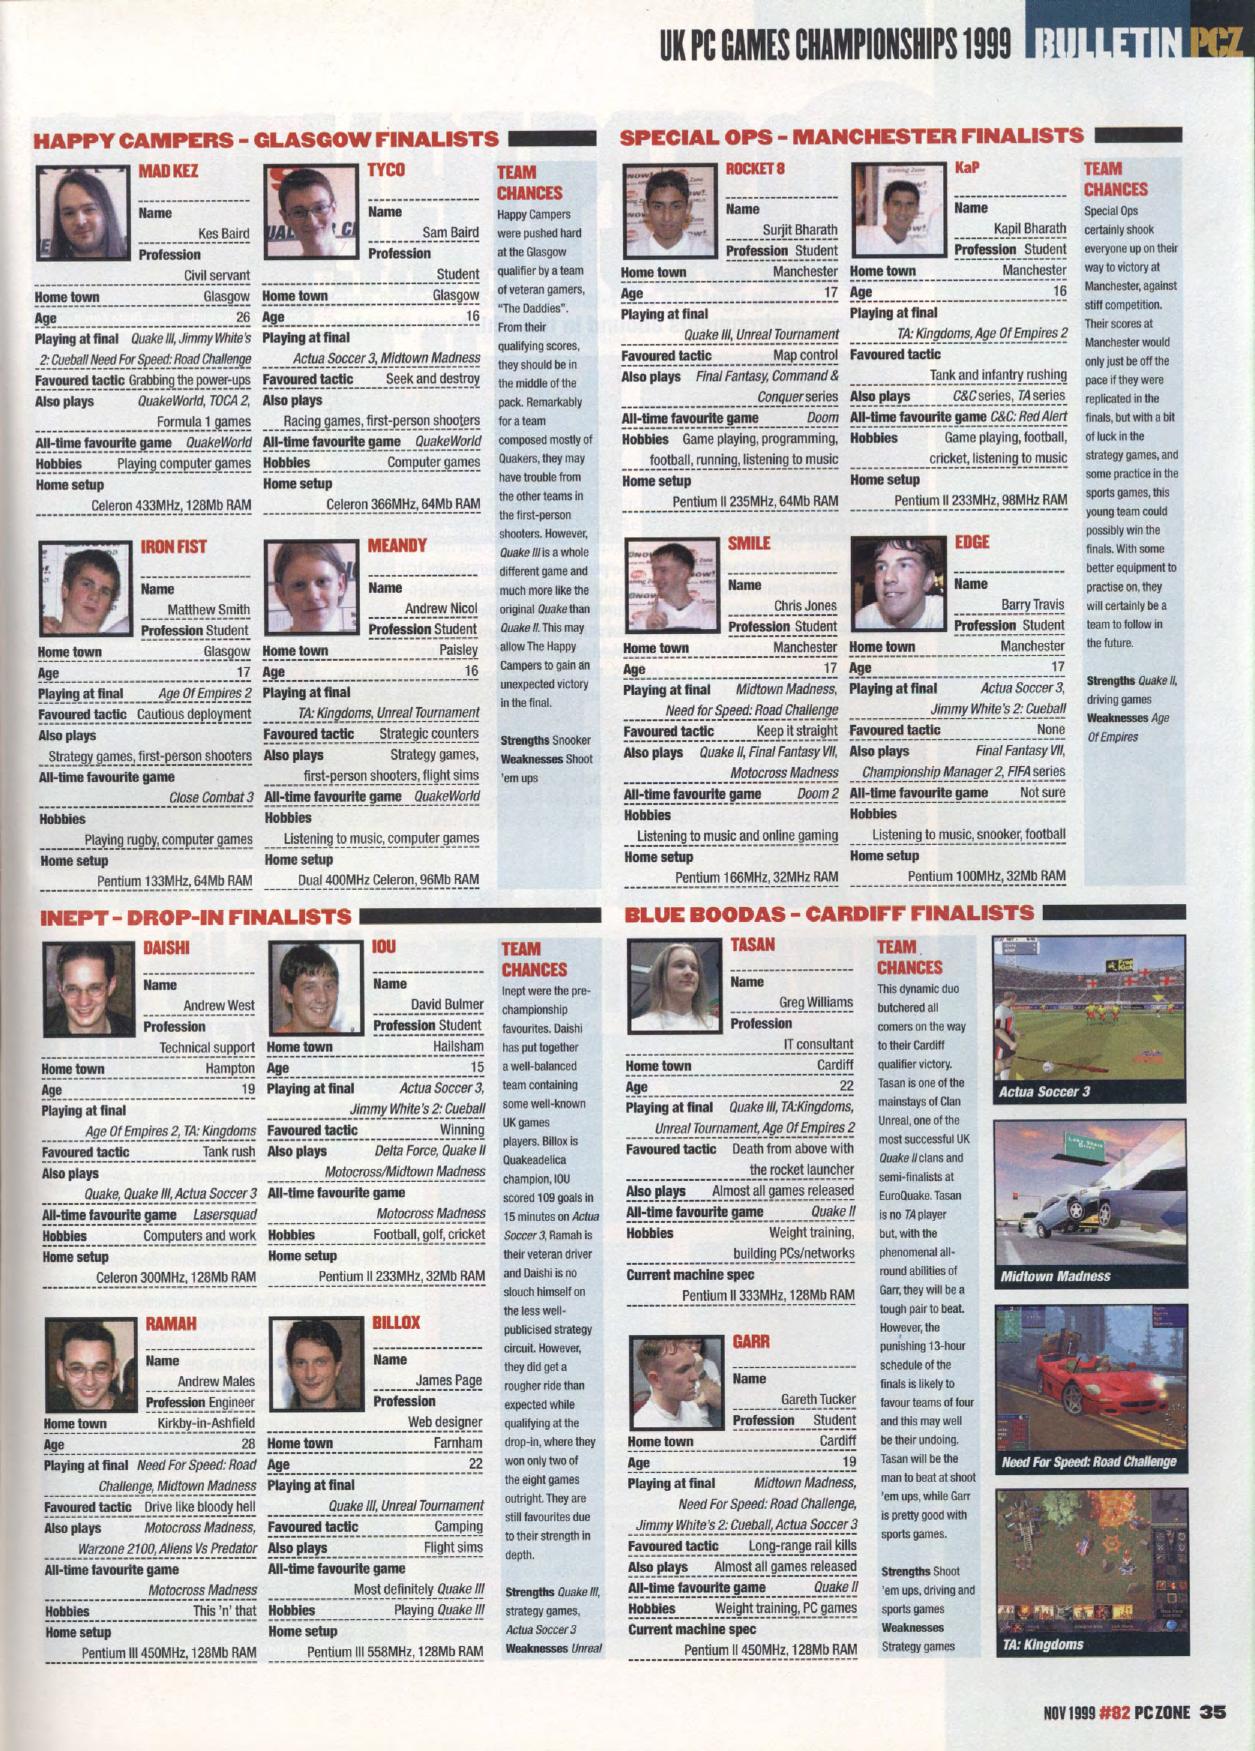 UK PC GAMES CHAMPIONSHIPS 1999 BULLETIN PCZ
HAPPY CAMPERS – GLASGOW FINALISTS
MAD KEZ
Name
Kes Baird
Profession
Civil servant
Home town Glasgow
Age 26
Playing at final Quake III, Jimmy White's
2: Cueball Need For Speed: Road Challenge
Favoured tactic Grabbing the power-ups
Also plays QuakeWorld, TOCA 2,
Formula 1 games
All-time favourite game QuakeWorld
Hobbies Playing computer games
Home setup
Celeron 433MHz, 128Mb RAM
TYCO
Name
Sam Baird
Profession
Student
Home town Glasgow
Age 16
Playing at final
Actua Soccer 3, Midtown Madness
Favoured tactic Seek and destroy
Also plays
Racing games, first-person shooters
All-time favourite game QuakeWorld
Hobbies Computer games
Home setup
Celeron 366MHz, 64Mb RAM
IRON FIST
Name
Matthew Smith
Profession Student
Home town Glasgow
Age 17
Playing at final Age Of Empires 2
Favoured tactic Cautious deployment
Also plays
Strategy games, first-person shooters
All-time favourite game
Close Combat 3
Hobbies
Playing rugby, computer games
Home setup
Pentium 133MHz, 64Mb RAM
MEANDY
Name
Andrew Nicol
Profession Student
Home town Paisley
Age 16
Playing at final
TA: Kingdoms, Unreal Tournament
Favoured tactic Strategic counters
Also plays Strategy games,
first-person shooters, flight sims
All-time favourite game QuakeWorld
Hobbies
Listening to music, computer games
Home setup
Dual 400MHz Celeron, 96Mb RAM
TEAM
CHANCES
Happy Campers
were pushed hard
at the Glasgow
qualifier by a team
of veteran gamers,
"The Daddies".
From their
qualifying scores,
they should be in
the middle of the
pack. Remarkably
for a team
composed mostly of
Quakers, they may
have trouble from
the other teams in
the first-person
shooters. However,
Quake III is a whole
different game and
much more like the
original Quake than
Quake II. This may
allow The Happy
Campers to gain an
unexpected victory
in the final.
Strengths Snooker
Weaknesses Shoot
'em ups
SPECIAL OPS – MANCHESTER FINALISTS
ROCKET 8
Name
Surjit Bharath
Profession Student
Home town Manchester
Age 17
Playing at final
Quake III, Unreal Tournament
Favoured tactic Map control
Also plays Final Fantasy, Command &
Conquer series
All-time favourite game Doom
Hobbies Game playing, programming,
football, running, listening to music
Home setup
Pentium II 235MHz, 64Mb RAM
KaP
Name
Kapil Bharath
Profession Student
Home town Manchester
Age 16
Playing at final
TA: Kingdoms, Age Of Empires 2
Favoured tactic
Tank and infantry rushing
Also plays C&C series, TA series
All-time favourite game C&C: Red Alert
Hobbies Game playing, football,
cricket, listening to music
Home setup
Pentium II 233MHz, 98MHz RAM
SMILE
Name
Chris Jones
Profession Student
Home town Manchester
Age 17
Playing at final Midtown Madness,
Need for Speed: Road Challenge
Favoured tactic Keep it straight
Also plays Quake II, Final Fantasy VII,
Motocross Madness
All-time favourite game Doom 2
Hobbies
Listening to music and online gaming
Home setup
Pentium 166MHz, 32MHz RAM
EDGE
Name
Barry Travis
Profession Student
Home town Manchester
Age 17
Playing at final Actua Soccer 3,
Jimmy White's 2: Cueball
Favoured tactic None
Also plays Final Fantasy VII,
Championship Manager 2, FIFA series
All-time favourite game Not sure
Hobbies
Listening to music, snooker, football
Home setup
Pentium 100MHz, 32Mb RAM
TEAM
CHANCES
Special Ops
certainly shook
everyone up on their
way to victory at
Manchester, against
stiff competition.
Their scores at
Manchester would
only just be off the
pace if they were
replicated in the
finals, but with a bit
of luck in the
strategy games, and
some practice in the
sports games, this
young team could
possibly win the
finals. With some
better equipment to
practise on, they
will certainly be a
team to follow in
the future.
Strengths Quake II,
driving games
Weaknesses Age
Of Empires
INEPT – DROP-IN FINALISTS
DAISHI
Name
Andrew West
Profession
Technical support
Home town Hampton
Age 19
Playing at final
Age Of Empires 2, TA: Kingdoms
Favoured tactic Tank rush
Also plays
Quake, Quake III, Actua Soccer 3
All-time favourite game Lasersquad
Hobbies Computers and work
Home setup
Celeron 300MHz, 128Mb RAM
IOU
Name
David Bulmer
Profession Student
Home town Hailsham
Age 15
Playing at final Actua Soccer 3,
Jimmy White's 2: Cueball
Favoured tactic Winning
Also plays Delta Force, Quake II
Motocross/Midtown Madness
All-time favourite game
Motocross Madness
Hobbies Football, golf, cricket
Home setup
Pentium II 233MHz, 32Mb RAM
RAMAH
Name
Andrew Males
Profession Engineer
Home town Kirkby-in-Ashfield
Age 28
Playing at final Need For Speed: Road
Challenge, Midtown Madness
Favoured tactic Drive like bloody hell
Also plays Motocross Madness,
Warzone 2100, Aliens Vs Predator
All-time favourite game
Motocross Madness
Hobbies This 'n' that
Home setup
Pentium III 450MHz, 128Mb RAM
BILLOX
Name
James Page
Profession
Web designer
Home town Farnham
Age 22
Playing at final
Quake III, Unreal Tournament
Favoured tactic Camping
Also plays Flight sims
All-time favourite game
Most definitely Quake III
Hobbies Playing Quake III
Home setup
Pentium III 558MHz, 128Mb RAM
TEAM
CHANCES
Inept were the pre-
championship
favourites. Daishi
has put together
a well-balanced
team containing
some well-known
UK games
players. Billox is
Quakeadelica
champion, IOU
scored 109 goals in
15 minutes on Actua
Soccer 3, Ramah is
their veteran driver
and Daishi is no
slouch himself on
the less well-
publicised strategy
circuit. However,
they did get a
rougher ride than
expected while
qualifying at the
drop-in, where they
won only two of
the eight games
outright. They are
still favourites due
to their strength in
depth.
Strengths Quake III,
strategy games,
Actua Soccer 3
Weaknesses Unreal
BLUE BOODAS – CARDIFF FINALISTS
TASAN
Name
Greg Williams
Profession
IT consultant
Home town Cardiff
Age 22
Playing at final Quake III, TA:Kingdoms,
Unreal Tournament, Age Of Empires 2
Favoured tactic Death from above with
the rocket launcher
Also plays Almost all games released
All-time favourite game Quake II
Hobbies Weight training,
building PCs/networks
Current machine spec
Pentium II 333MHz, 128Mb RAM
GARR
Name
Gareth Tucker
Profession Student
Home town Cardiff
Age 19
Playing at final Midtown Madness,
Need For Speed: Road Challenge,
Jimmy White's 2: Cueball, Actua Soccer 3
Favoured tactic Long-range rail kills
Also plays Almost all games released
All-time favourite game Quake II
Hobbies Weight training, PC games
Current machine spec
Pentium II 450MHz, 128Mb RAM
TEAM
CHANCES
This dynamic duo
butchered all
comers on the way
to their Cardiff
qualifier victory.
Tasan is one of the
mainstays of Clan
Unreal, one of the
most successful UK
Quake II clans and
semi-finalists at
EuroQuake. Tasan
is no TA player
but, with the
phenomenal all-
round abilities of
Garr, they will be a
tough pair to beat.
However, the
punishing 13-hour
schedule of the
finals is likely to
favour teams of four
and this may well
be their undoing.
Tasan will be the
man to beat at shoot
'em ups, while Garr
is pretty good with
sports games.
Strengths Shoot
'em ups, driving and
sports games
Weaknesses
Strategy games
Actua Soccer 3
Midtown Madness
Need For Speed: Road Challenge
TA: Kingdoms
NOV 1999 #82 PC ZONE 35